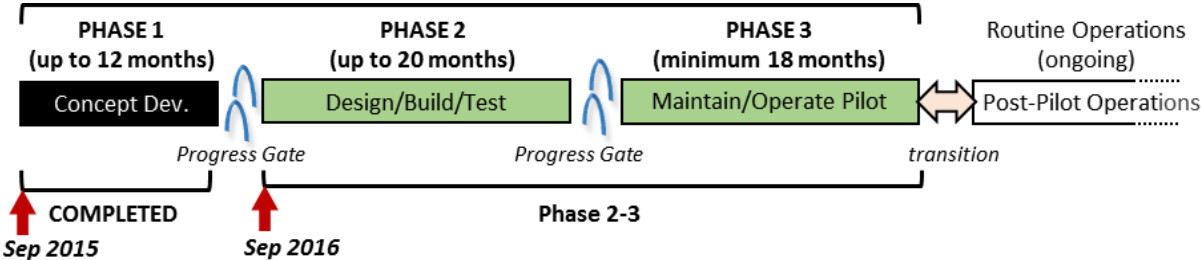 PHASE 1
(up to 12 months)
PHASE 2
(up to 20 months)
PHASE 3
(minimum 18 months)
Routine Operations
(ongoing)
Concept Dev.
Design/Build/Test
Maintain/Operate Pilot
Post-Pilot Operations
Progress Gate
Progress Gate
transition
COMPLETED
Phase 2-3
Sep 2015
Sep 2016